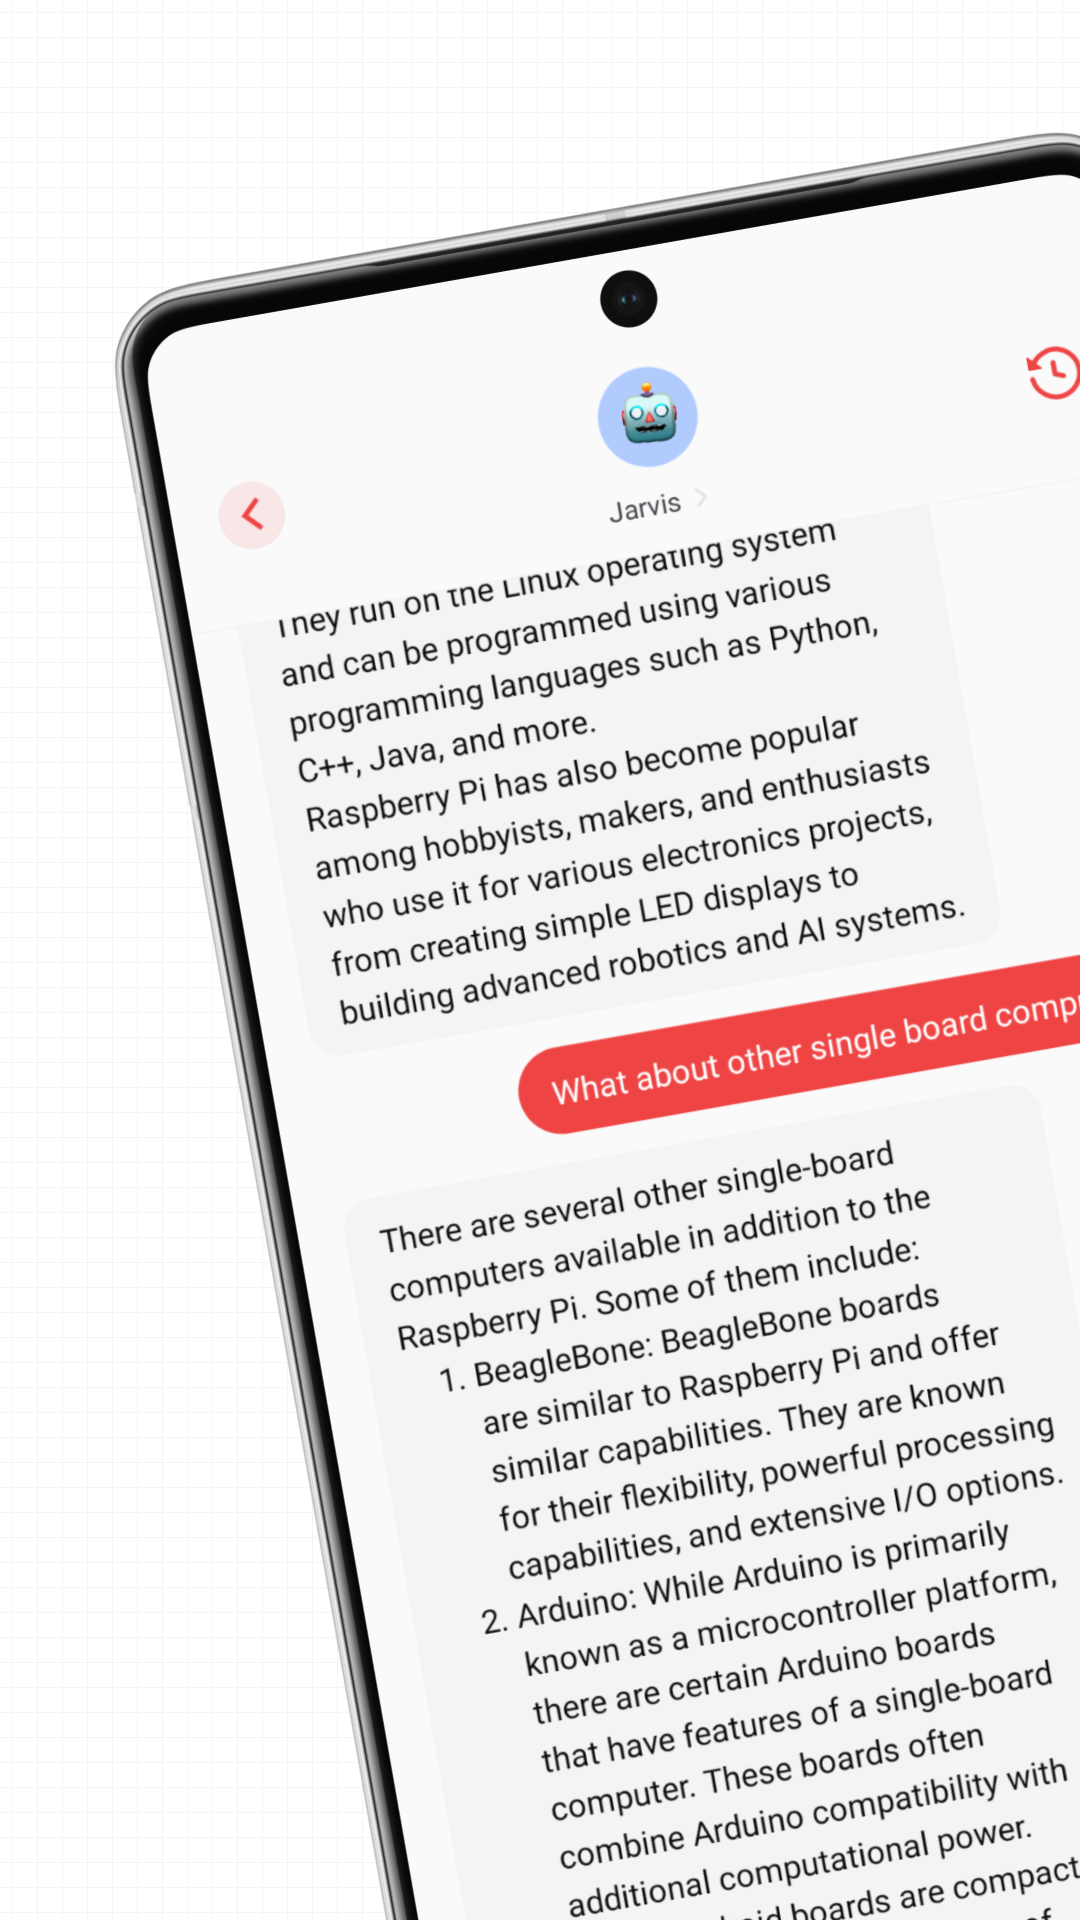 Jarvis
They run on the Linux operating system
and can be programmed using various
programming languages such as Python,
C++, Java, and more.
Raspberry Pi has also become popular
among hobbyists, makers, and enthusiasts
who use it for various electronics projects,
from creating simple LED displays to
building advanced robotics and AI systems.
What about other single board
There are several other single-board
computers available in addition to the
Raspberry Pi. Some of them include:
1. BeagleBone: BeagleBone boards
are similar to Raspberry Pi and offer
similar capabilities. They are known
for their flexibility, powerful processing
capabilities, and extensive I/O options.
2. Arduino: While Arduino is primarily
known as a microcontroller platform,
there are certain Arduino boards
that have features of a single-board
computer. These boards often
combine Arduino compatibility with
additional computational power.
boards are compact
of